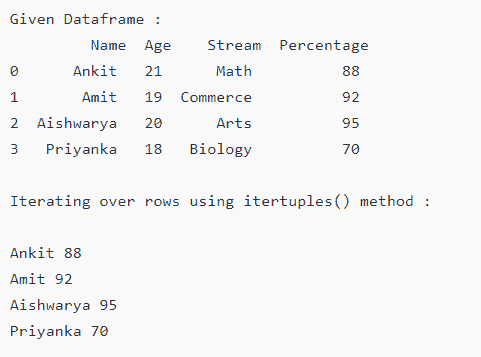 Given Dataframe :
        Name  Age    Stream  Percentage
0      Ankit   21      Math          88
1       Amit   19  Commerce          92
2  Aishwarya   20      Arts          95
3   Priyanka   18   Biology          70
Iterating over rows using itertuples() method :
Ankit 88
Amit 92
Aishwarya 95
Priyanka 70